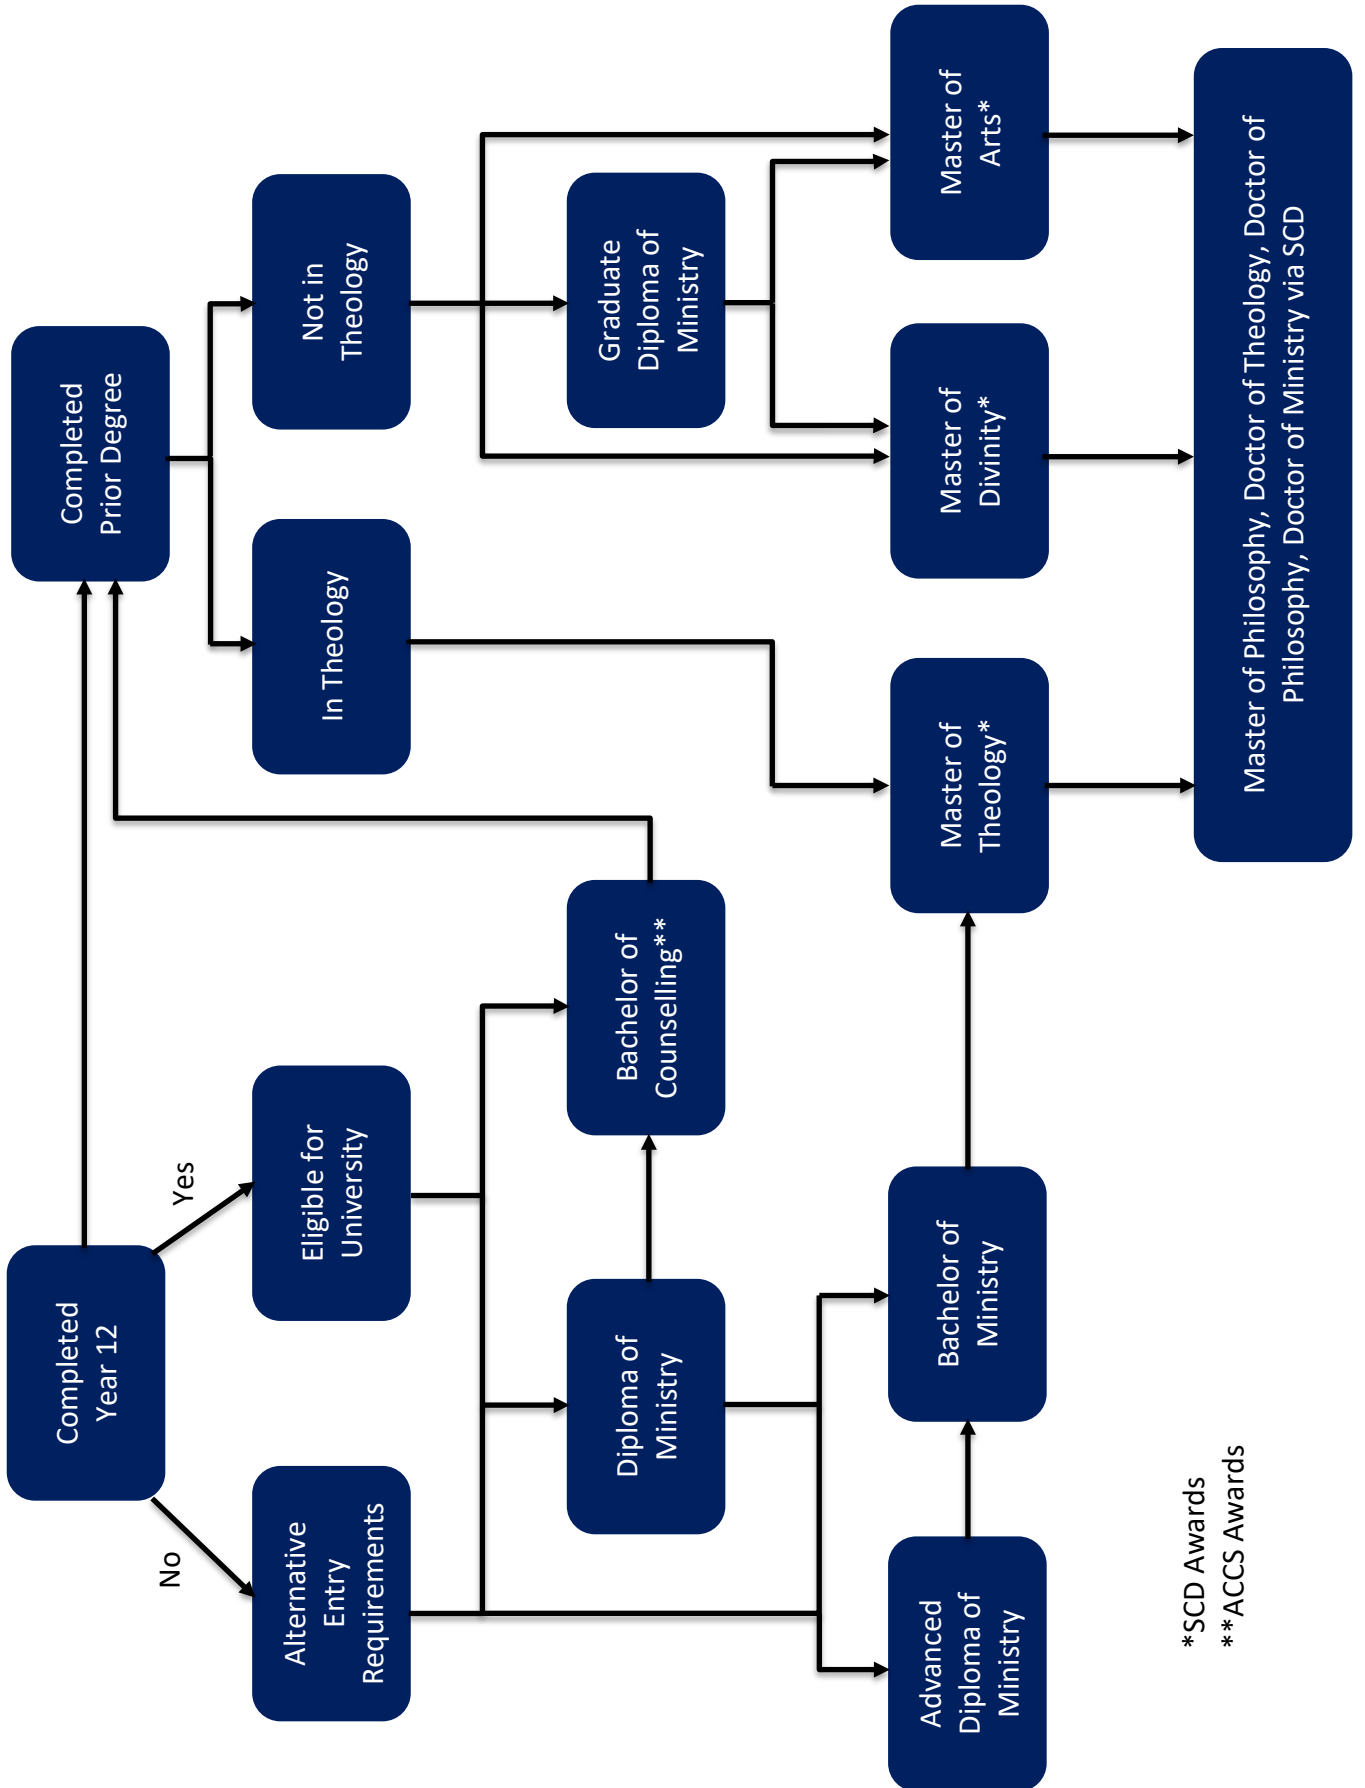 Completed
Year 12
Completed
Prior Degree
No
Yes
Alternative
Entry
Requirements
Eligible for
University
In Theology
Not in
Theology
Diploma of
Ministry
Bachelor of
Counselling**
Graduate
Diploma of
Ministry
Advanced
Diploma of
Ministry
Bachelor of
Ministry
Master of
Theology*
Master of
Divinity*
Master of
Arts*
*SCD Awards
**ACCS Awards
Master of Philosophy, Doctor of Theology, Doctor of
Philosophy, Doctor of Ministry via SCD